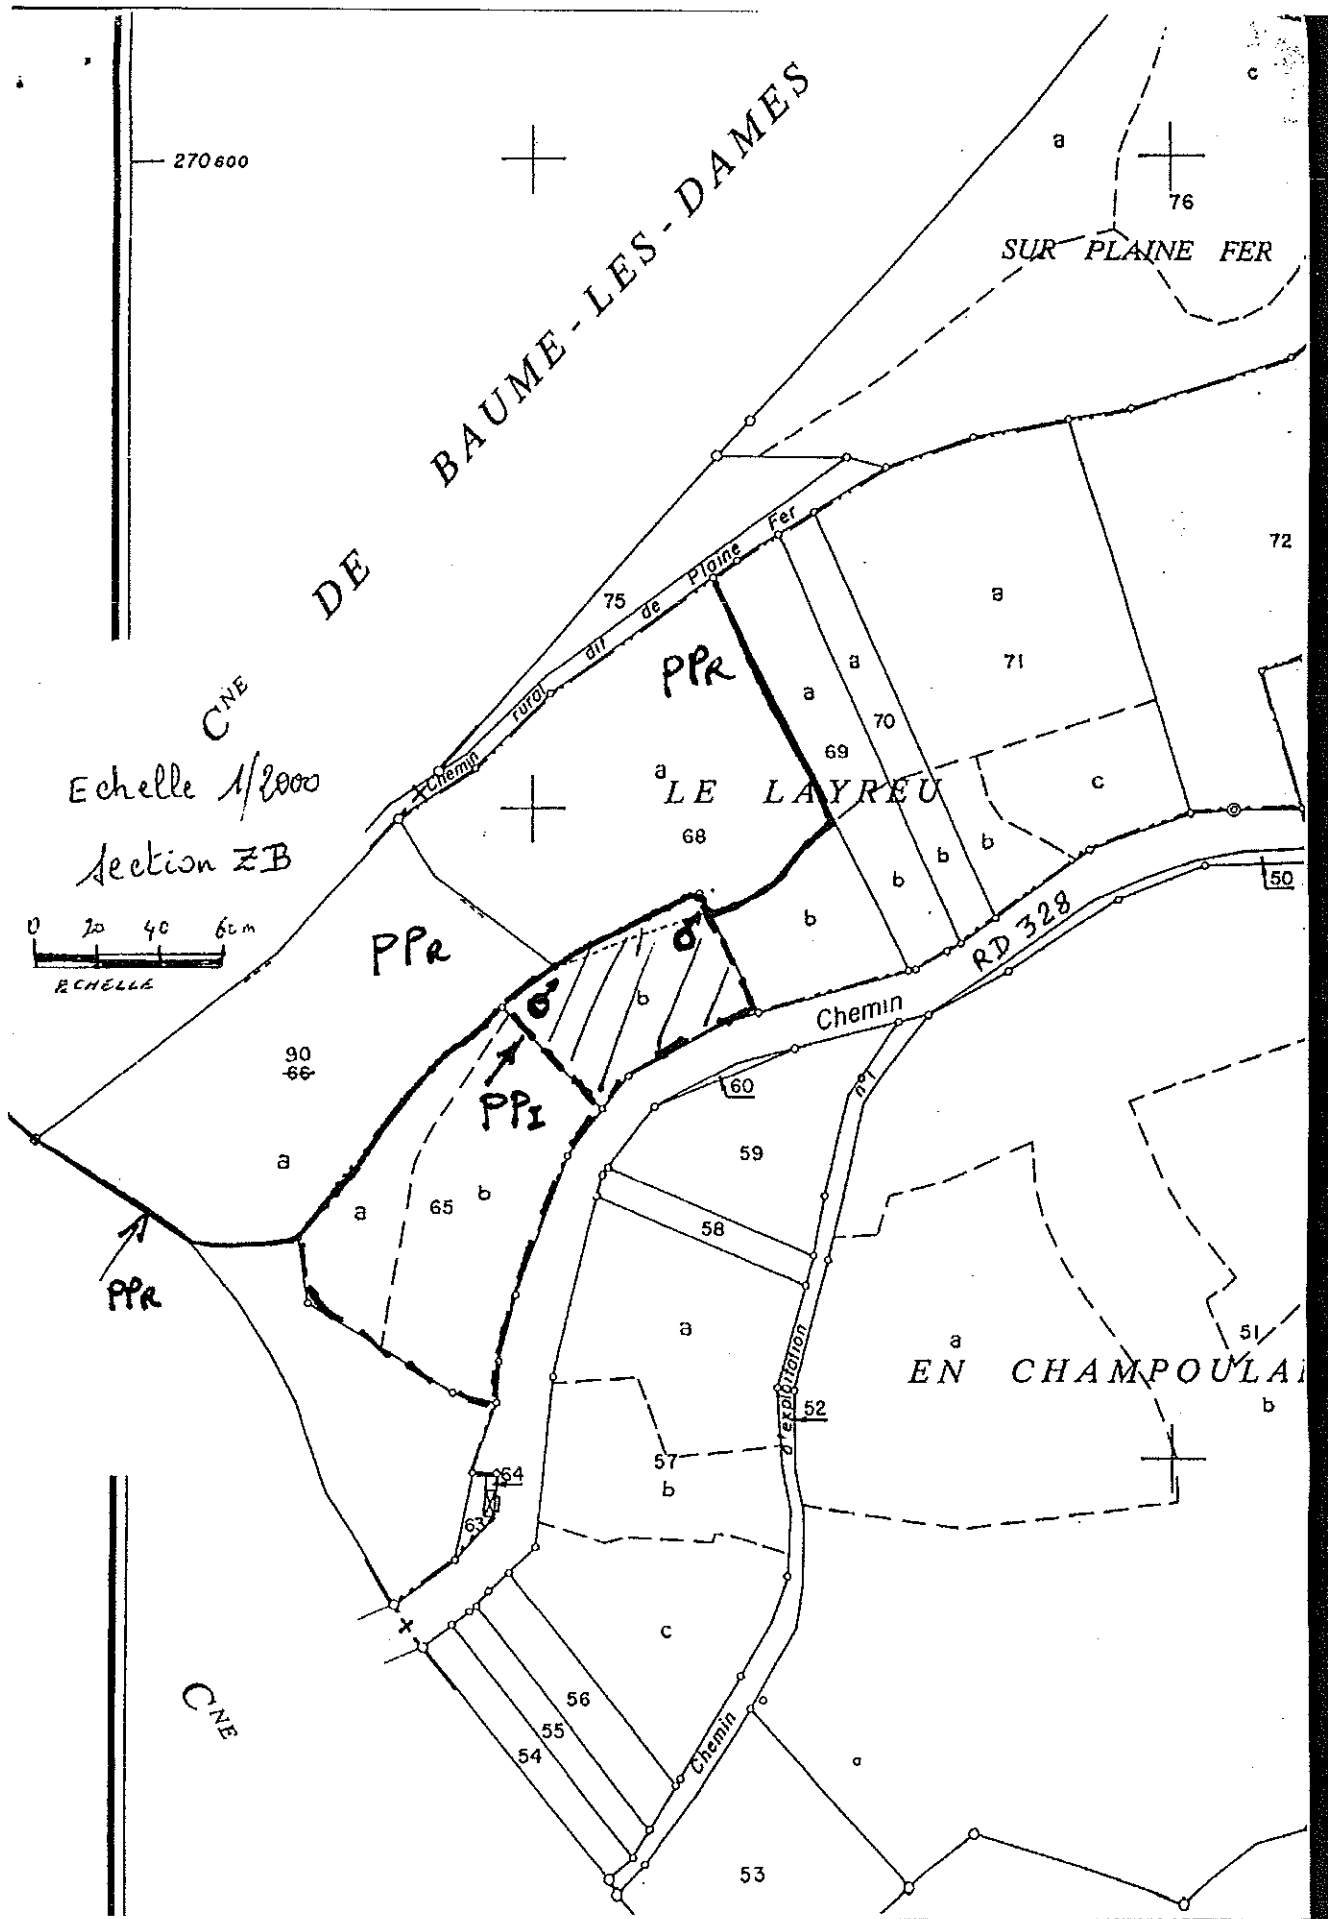 270600
c
a
76
SUR PLAINE FER
DE BAUME-LES-DAMES
CNE
72
75
Chemin rural dit de Plaine Fer
a
PPR
a
71
a
70
69
Echelle 1/2000
a
LE LAYREU
c
Section ZB
68
b
b
50
0 20 40 60m
b
b
RD 328
ECHELLE
PPR
b
Chemin
90
66
60
n°1
PPI
59
a
a
65
b
58
PPR
a
a
51
EN CHAMPOULA
d'exploitation
52
b
57
64
b
63
c
CNE
56
55
54
Chemin
a
53